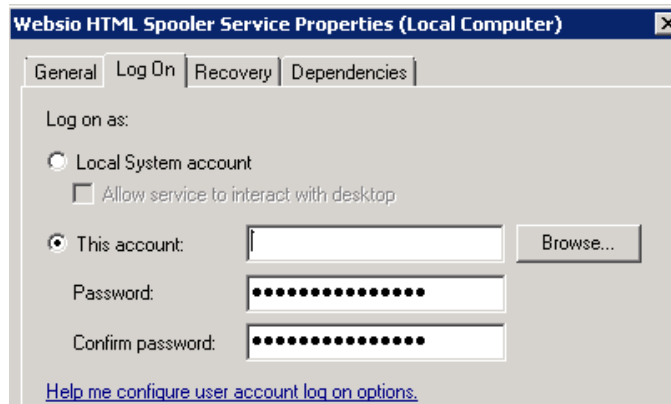 Websio HTML Spooler Service Properties (Local Computer)
General Log On Recovery Dependencies
Log on as:
Local System account
Allow service to interact with desktop
This account: Browse...
Password: •••••••••••••••
Confirm password: •••••••••••••••
Help me configure user account log on options.